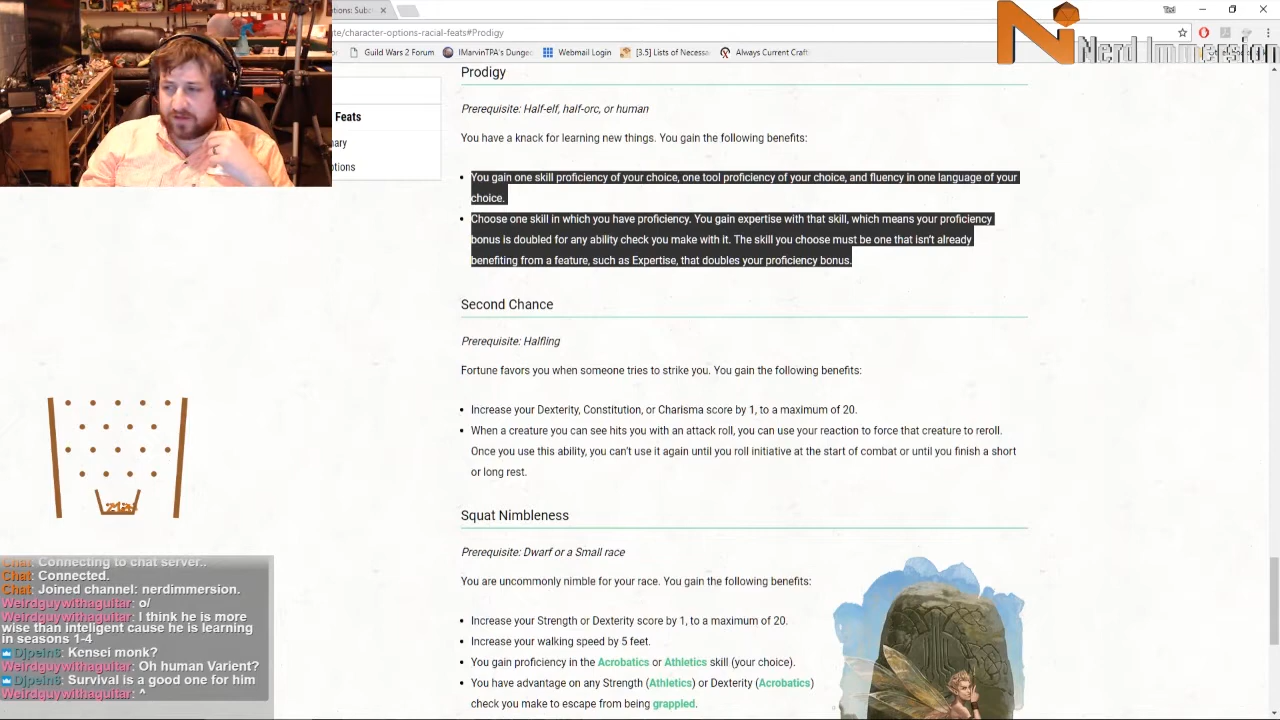 ations: Subcl
ate/character-options-racial-feats#Prodigy
Guild Wars 2 Forum
IMarvinTPA's Dunge
Webmail Login
[3.5] Lists of Necess
Always Current Craft
Nerd Immersion
Prodigy
Prerequisite: Half-elf, half-orc, or human
Feats
You have a knack for learning new things. You gain the following benefits:
nary
ptions
You gain one skill proficiency of your choice, one tool proficiency of your choice, and fluency in one language of your
choice.
Choose one skill in which you have proficiency. You gain expertise with that skill, which means your proficiency
bonus is doubled for any ability check you make with it. The skill you choose must be one that isn't already
benefiting from a feature, such as Expertise, that doubles your proficiency bonus.
Second Chance
Prerequisite: Halfling
Fortune favors you when someone tries to strike you. You gain the following benefits:
Increase your Dexterity, Constitution, or Charisma score by 1, to a maximum of 20.
When a creature you can see hits you with an attack roll, you can use your reaction to force that creature to reroll.
Once you use this ability, you can't use it again until you roll initiative at the start of combat or until you finish a short
or long rest.
Squat Nimbleness
Prerequisite: Dwarf or a Small race
You are uncommonly nimble for your race. You gain the following benefits:
Increase your Strength or Dexterity score by 1, to a maximum of 20.
Increase your walking speed by 5 feet.
You gain proficiency in the Acrobatics or Athletics skill (your choice).
You have advantage on any Strength (Athletics) or Dexterity (Acrobatics)
check you make to escape from being grappled.
Chat: Connecting to chat server..
Chat: Connected.
Chat: Joined channel: nerdimmersion.
Weirdguywithaguitar: o/
Weirdguywithaguitar: I think he is more
wise than inteligent cause he is learning
in seasons 1-4
Djpein6: Kensei monk?
Weirdguywithaguitar: Oh human Varient?
Djpein6: Survival is a good one for him
Weirdguywithaguitar: ^